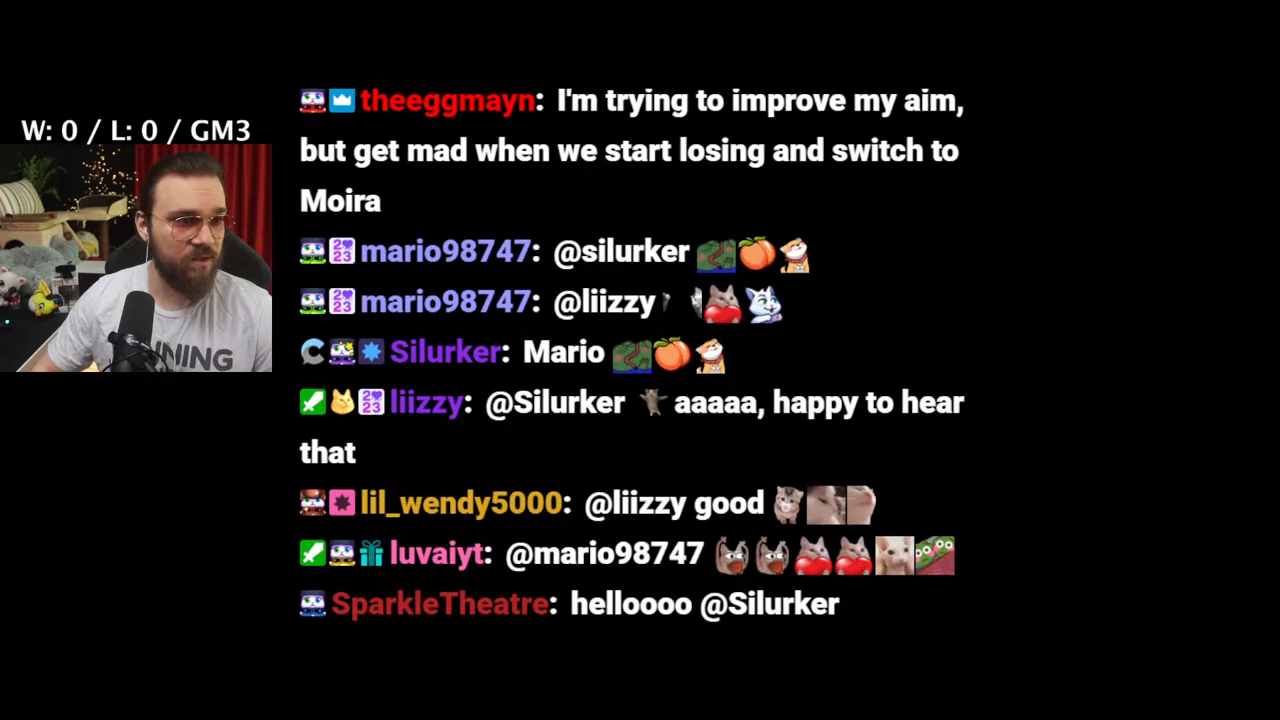 W: 0 / L: 0 / GM3
theeggmayn: I'm trying to improve my aim,
but get mad when we start losing and switch to
Moira
mario98747: @silurker
mario98747: @liizzy
Silurker: Mario
liizzy: @Silurker aaaaa, happy to hear
that
lil_wendy5000: @liizzy good
luvaiyt: @mario98747
SparkleTheatre: helloooo @Silurker